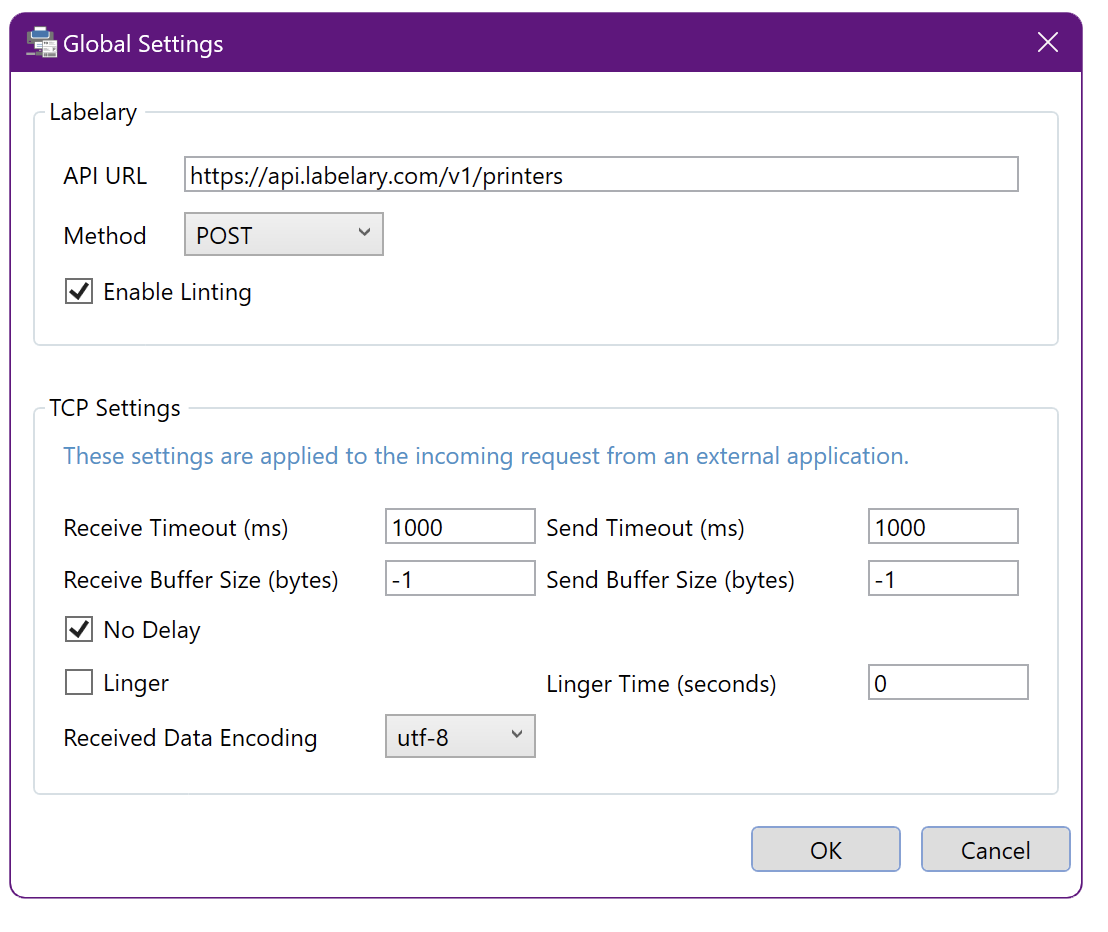 Global Settings
Labelary
API URL https://api.labelary.com/v1/printers
Method POST
Enable Linting
TCP Settings
These settings are applied to the incoming request from an external application.
Receive Timeout (ms) 1000 Send Timeout (ms) 1000
Receive Buffer Size (bytes) -1 Send Buffer Size (bytes) -1
No Delay
Linger Linger Time (seconds) 0
Received Data Encoding utf-8
OK Cancel